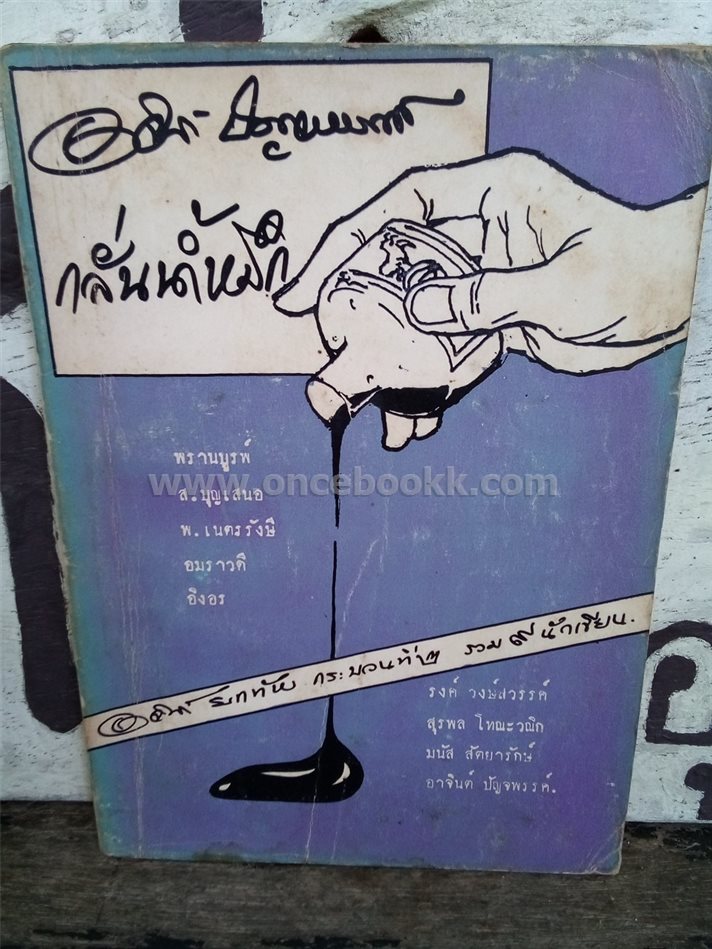 อาจินต์ ปัญจพรรค์
กลั่นน้ำหมึก
พรานบูรพ์
www.oncebookk.com
ส.บุญเสนอ
พ.เนตรรังษี
อมราวดี
อิงอร
อาจินต์ ยกทัพ กระบวนที่ ๒ รวม ๙ นักเขียน.
รงค์ วงษ์สวรรค์
สุรพล โทณะวณิก
มนัส สัตยารักษ์
อาจินต์ ปัญจพรรค์.